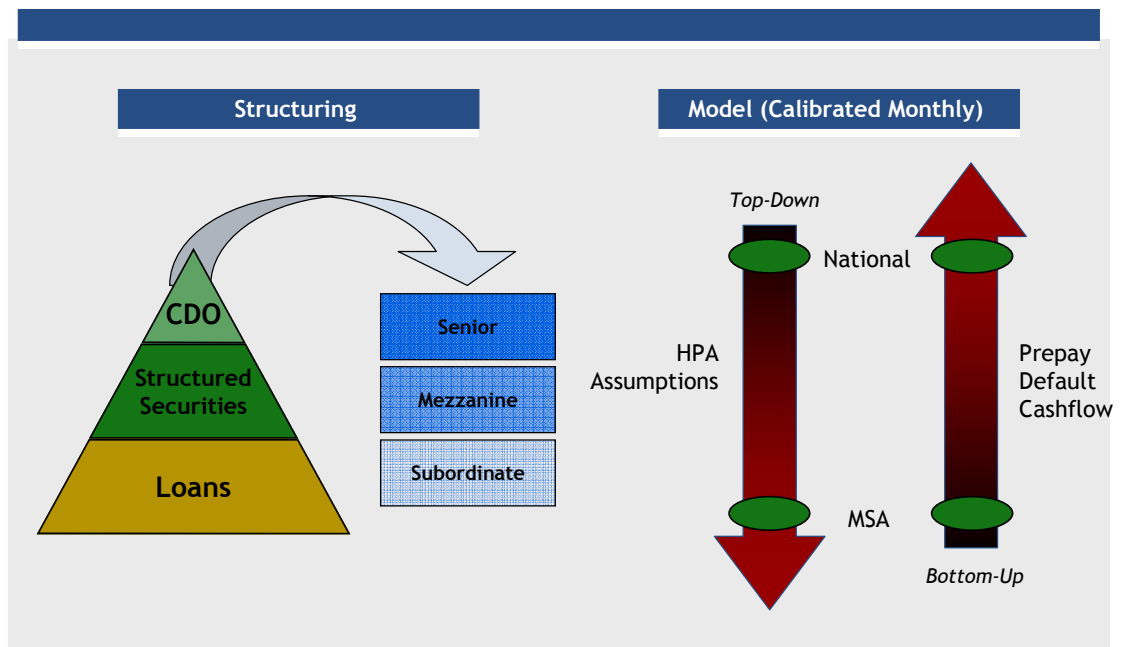 Structuring
Model (Calibrated Monthly)
CDO
Structured
Securities
Loans
Senior
Mezzanine
Subordinate
Top-Down
National
HPA
Assumptions
Prepay
Default
Cashflow
MSA
Bottom-Up